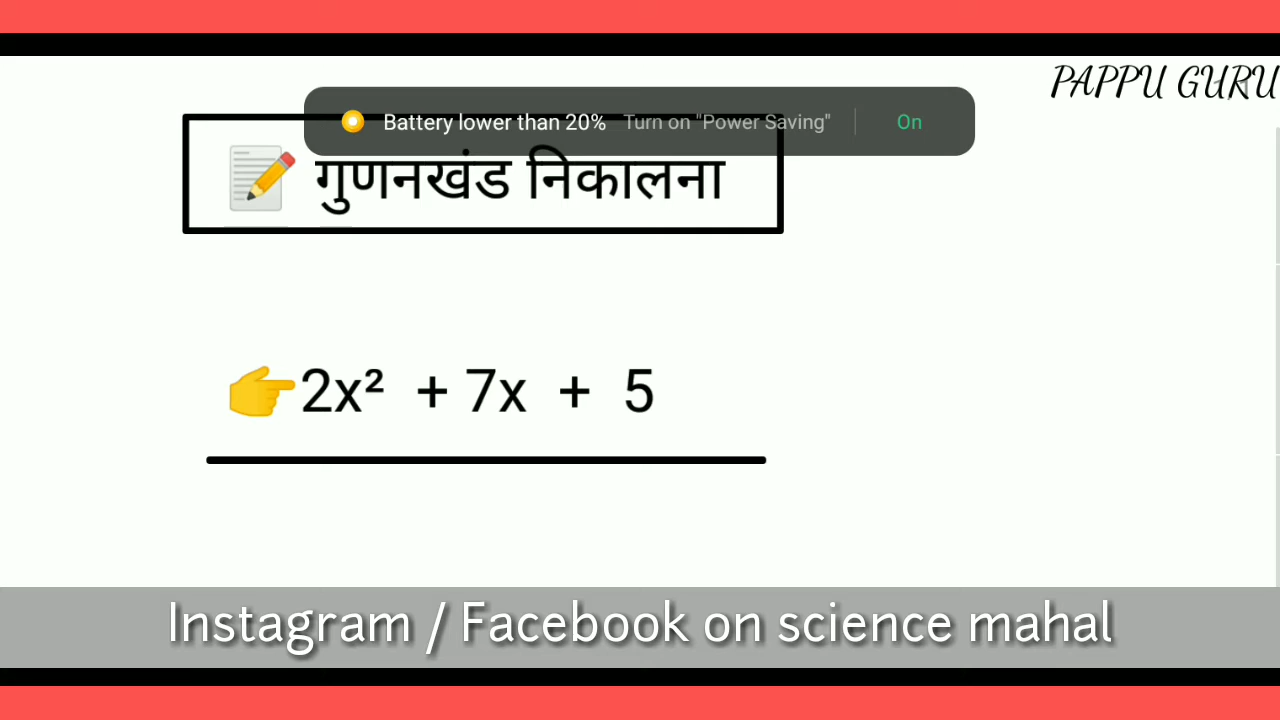 PAPPU GURU
Battery lower than 20% Turn on "Power Saving" On
📝 गुणनखंड निकालना
👉2x² + 7x + 5
Instagram / Facebook on science mahal